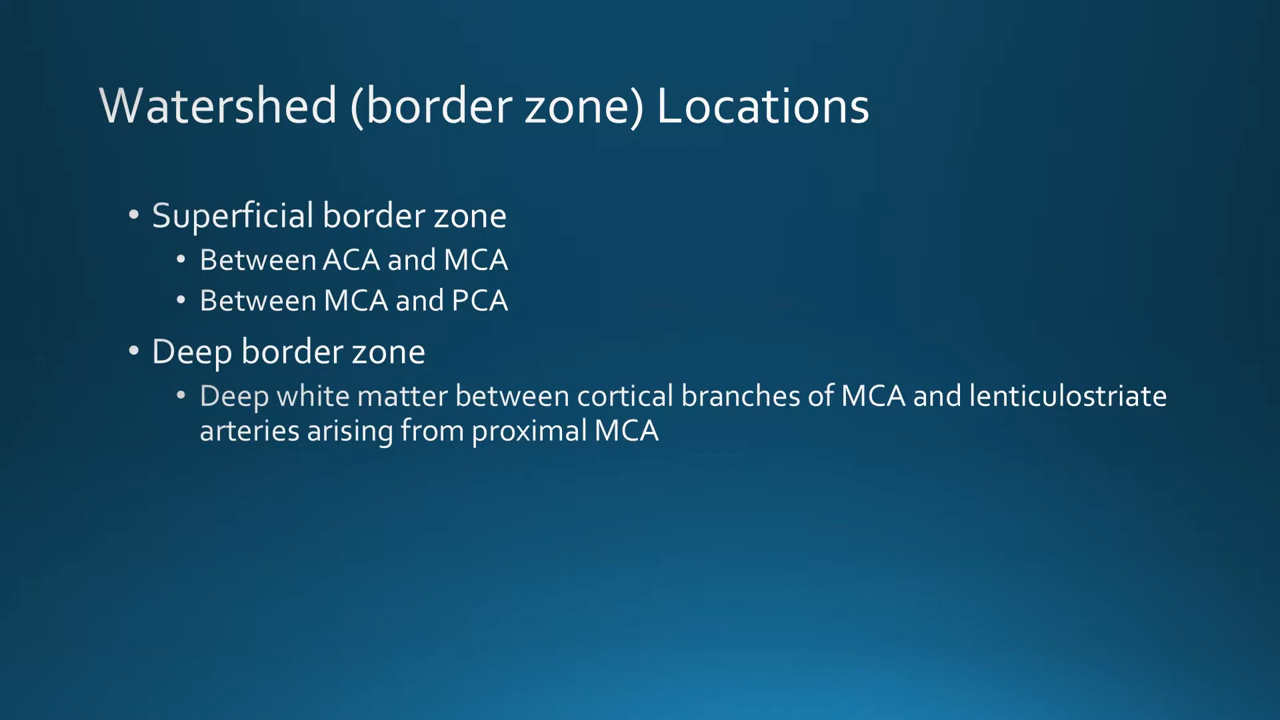 Watershed (border zone) Locations
• Superficial border zone
• Between ACA and MCA
• Between MCA and PCA
• Deep border zone
• Deep white matter between cortical branches of MCA and lenticulostriate
arteries arising from proximal MCA